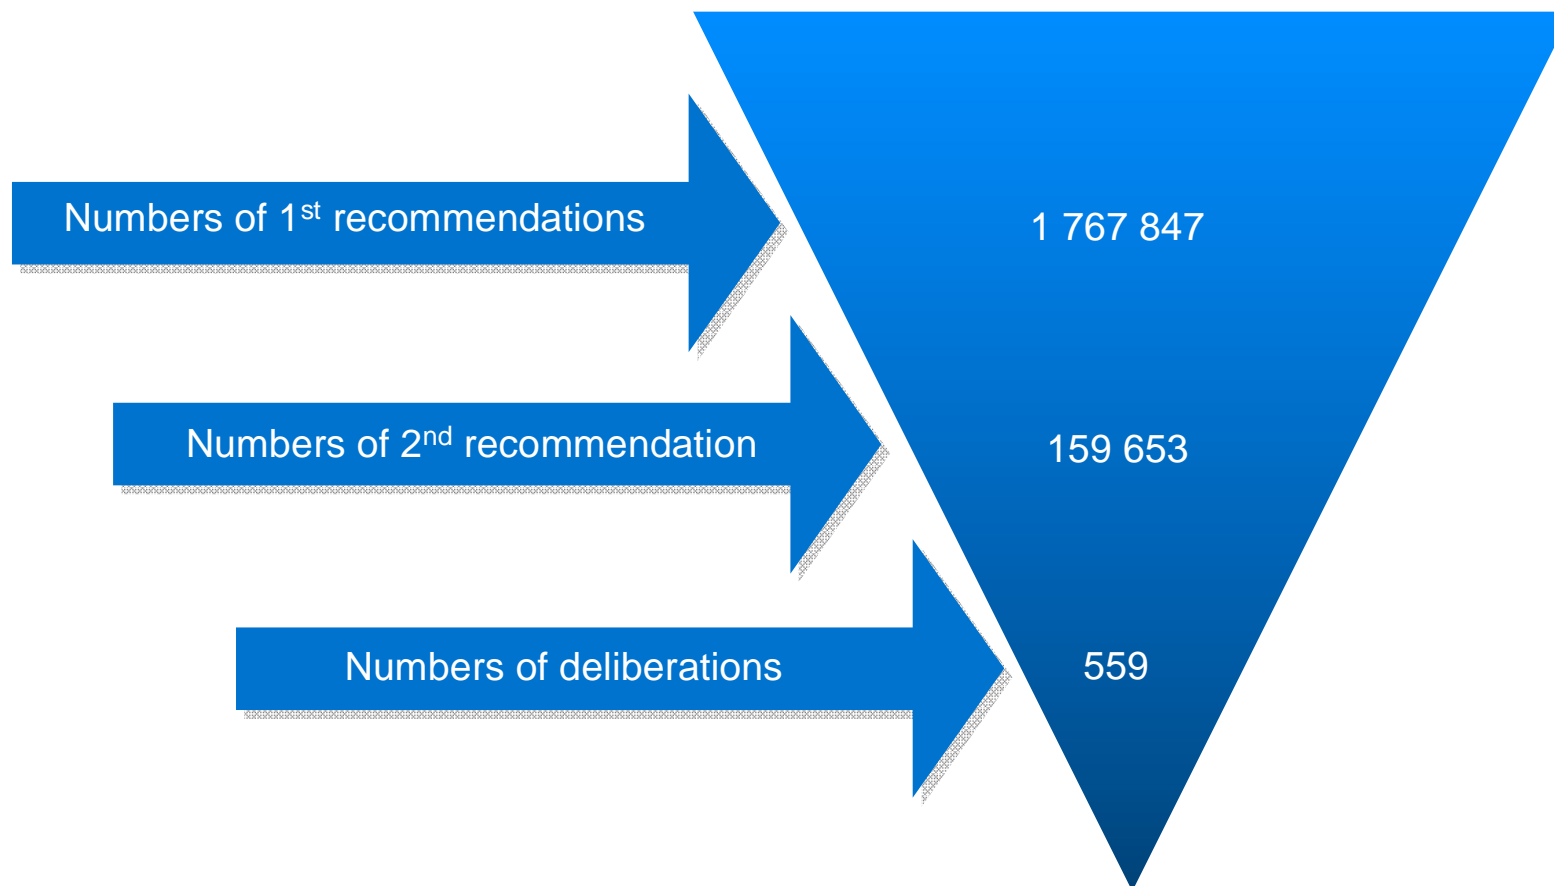 Numbers of 1st recommendations
1 767 847
Numbers of 2nd recommendation
159 653
Numbers of deliberations
559